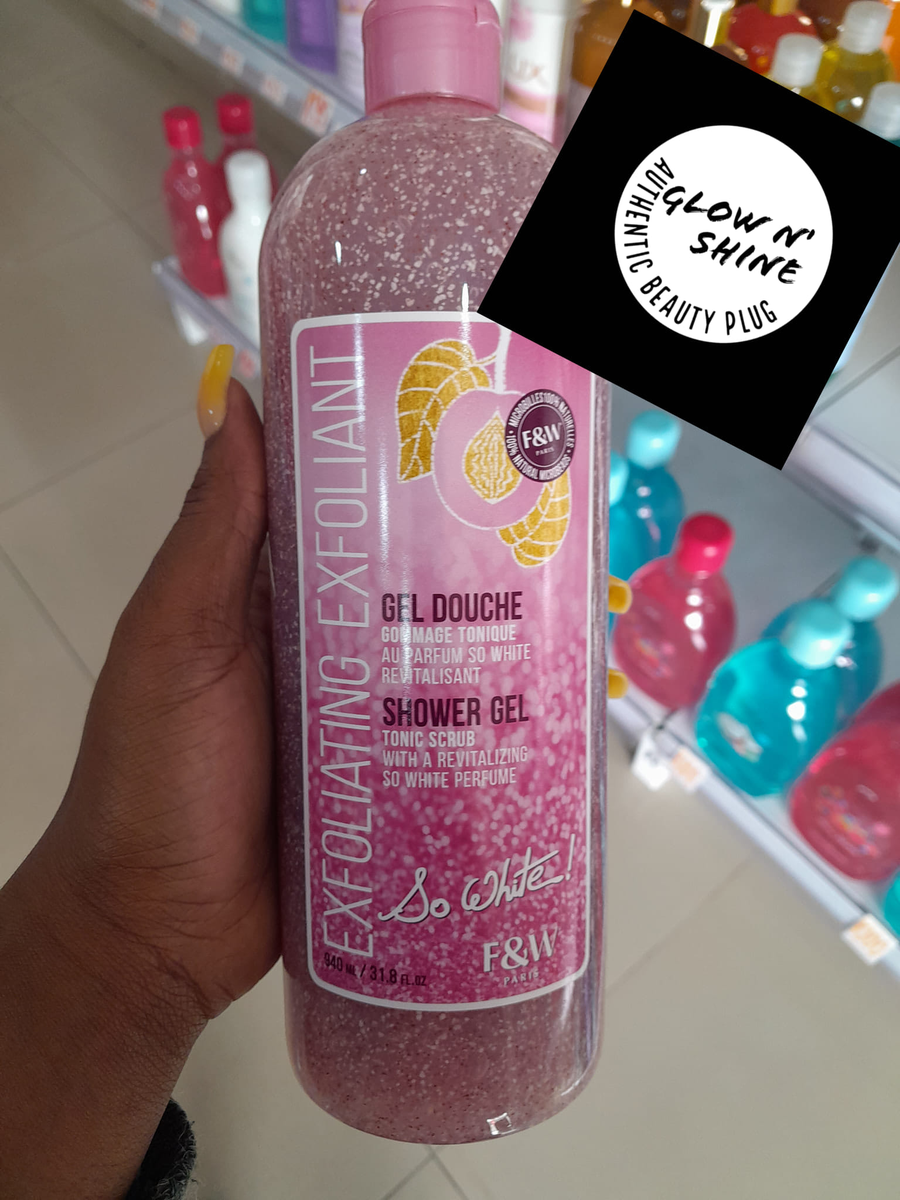 GLOW N'
SHINE
AUTHENTIC BEAUTY PLUG
EXFOLIATING EXFOLIANT
MICROBILLES 100% NATURELLES
F&W
PARIS
100% NATURAL MICROBEADS
GEL DOUCHE
GOMMAGE TONIQUE
AU PARFUM SO WHITE
REVITALISANT
SHOWER GEL
TONIC SCRUB
WITH A REVITALIZING
SO WHITE PERFUME
So White!
F&W
PARIS
940 ML / 31.8 FL.OZ